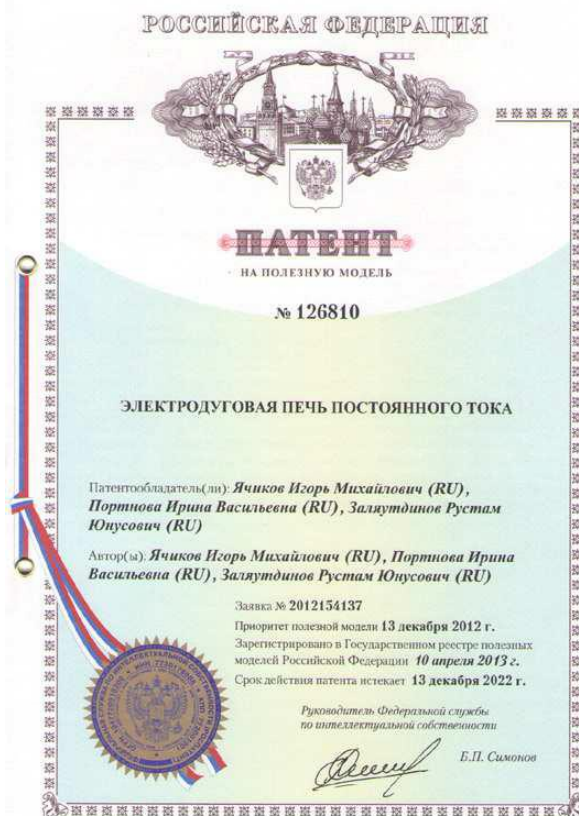 РОССИЙСКАЯ ФЕДЕРАЦИЯ
ПАТЕНТ
НА ПОЛЕЗНУЮ МОДЕЛЬ
№ 126810
ЭЛЕКТРОДУГОВАЯ ПЕЧЬ ПОСТОЯННОГО ТОКА
Патентообладатель(ли): Ячиков Игорь Михайлович (RU),
Портнова Ирина Васильевна (RU), Заляутдинов Рустам
Юнусович (RU)
Автор(ы): Ячиков Игорь Михайлович (RU), Портнова Ирина
Васильевна (RU), Заляутдинов Рустам Юнусович (RU)
Заявка № 2012154137
Приоритет полезной модели 13 декабря 2012 г.
Зарегистрировано в Государственном реестре полезных
моделей Российской Федерации 10 апреля 2013 г.
Срок действия патента истекает 13 декабря 2022 г.
Руководитель Федеральной службы
по интеллектуальной собственности
Б.П. Симонов